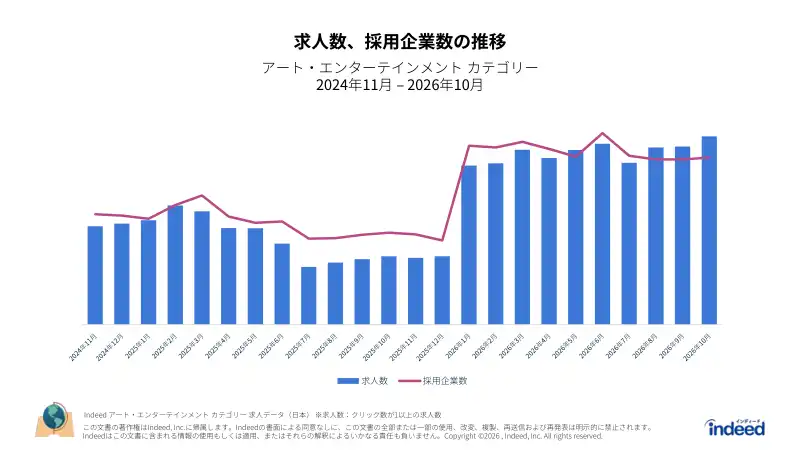 求人数、採用企業数の推移
アート・エンターテインメント カテゴリー
2024年11月 – 2026年10月
2024年11月
2024年12月
2025年1月
2025年2月
2025年3月
2025年4月
2025年5月
2025年6月
2025年7月
2025年8月
2025年9月
2025年10月
2025年11月
2025年12月
2026年1月
2026年2月
2026年3月
2026年4月
2026年5月
2026年6月
2026年7月
2026年8月
2026年9月
2026年10月
求人数
採用企業数
Indeed アート・エンターテインメント カテゴリー 求人データ（日本） ※求人数：クリック数が1以上の求人数
この文書の著作権はIndeed, Inc.に帰属します。Indeedの書面による同意なしに、この文書の全部または一部の使用、改変、複製、再送信および再発表は明示的に禁止されます。
Indeedはこの文書に含まれる情報の使用もしくは適用、またはそれらの解釈によるいかなる責任も負いません。Copyright ©2026 , Indeed, Inc. All rights reserved.
インディード
indeed